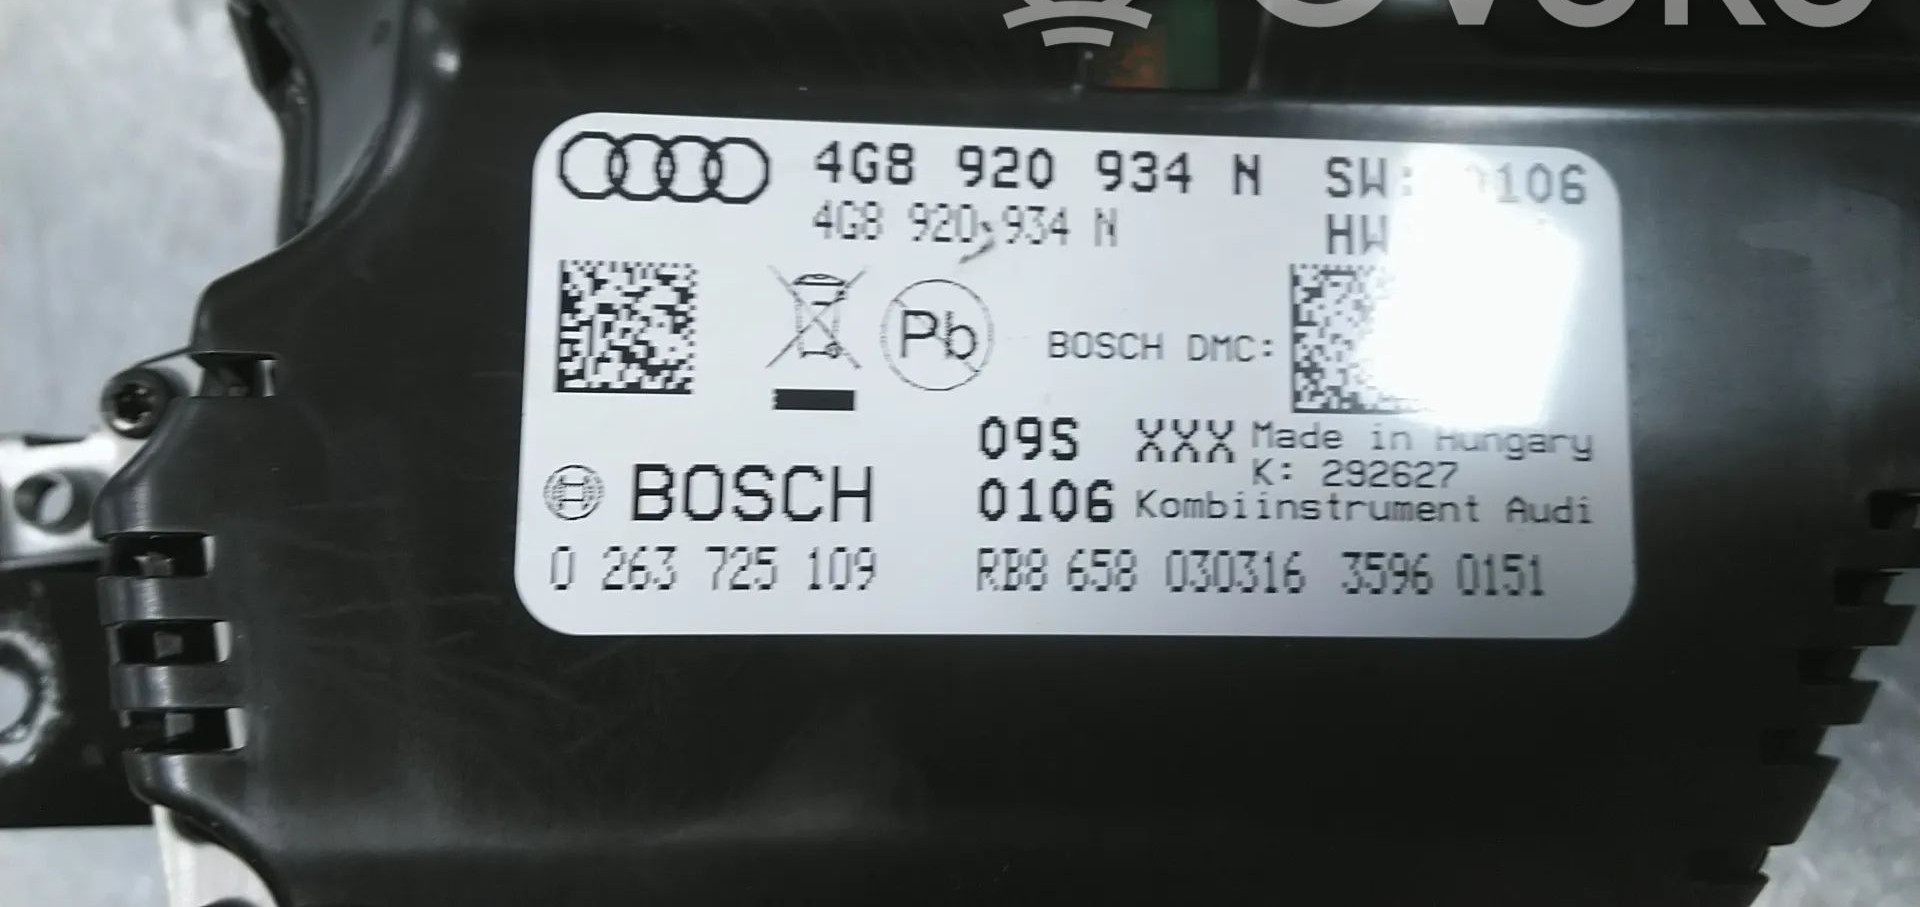 4G8 920 934 N SW: 0106
4G8 920 934 N HW
Pb
BOSCH DMC:
09S XXX Made in Hungary
K: 292627
BOSCH 0106 Kombiinstrument Audi
0 263 725 109 RB8 658 030316 3596 0151